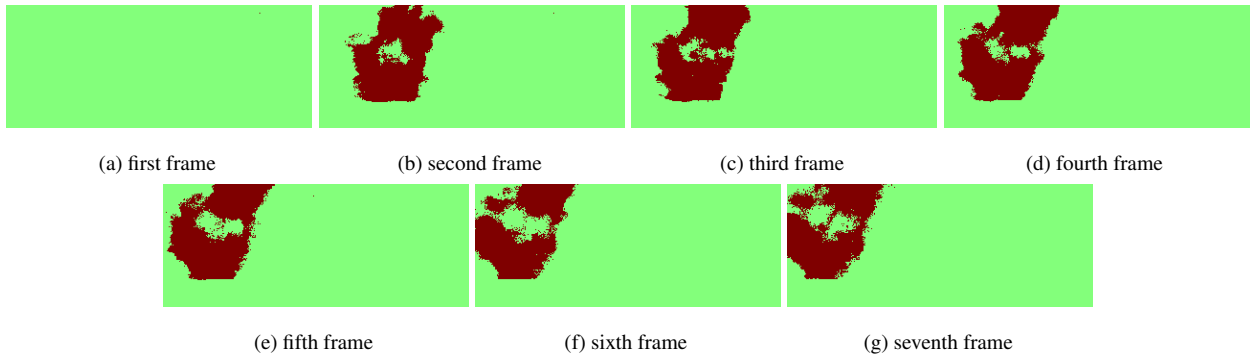 (a) first frame
(b) second frame
(c) third frame
(d) fourth frame
(e) fifth frame
(f) sixth frame
(g) seventh frame